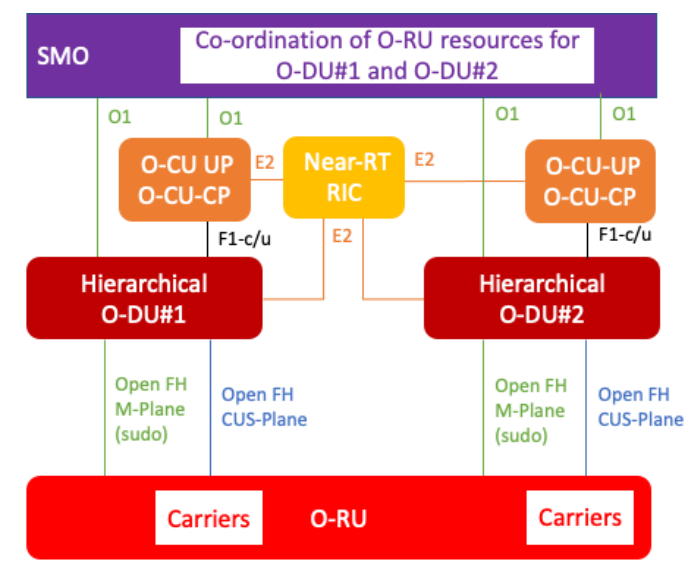 SMO
Co-ordination of O-RU resources for
O-DU#1 and O-DU#2
O1
O1
O1
O1
O-CU UP
O-CU-CP
E2
Near-RT
RIC
E2
O-CU-UP
O-CU-CP
F1-c/u
E2
F1-c/u
Hierarchical
O-DU#1
Hierarchical
O-DU#2
Open FH
M-Plane
(sudo)
Open FH
CUS-Plane
Open FH
M-Plane
(sudo)
Open FH
CUS-Plane
Carriers
O-RU
Carriers